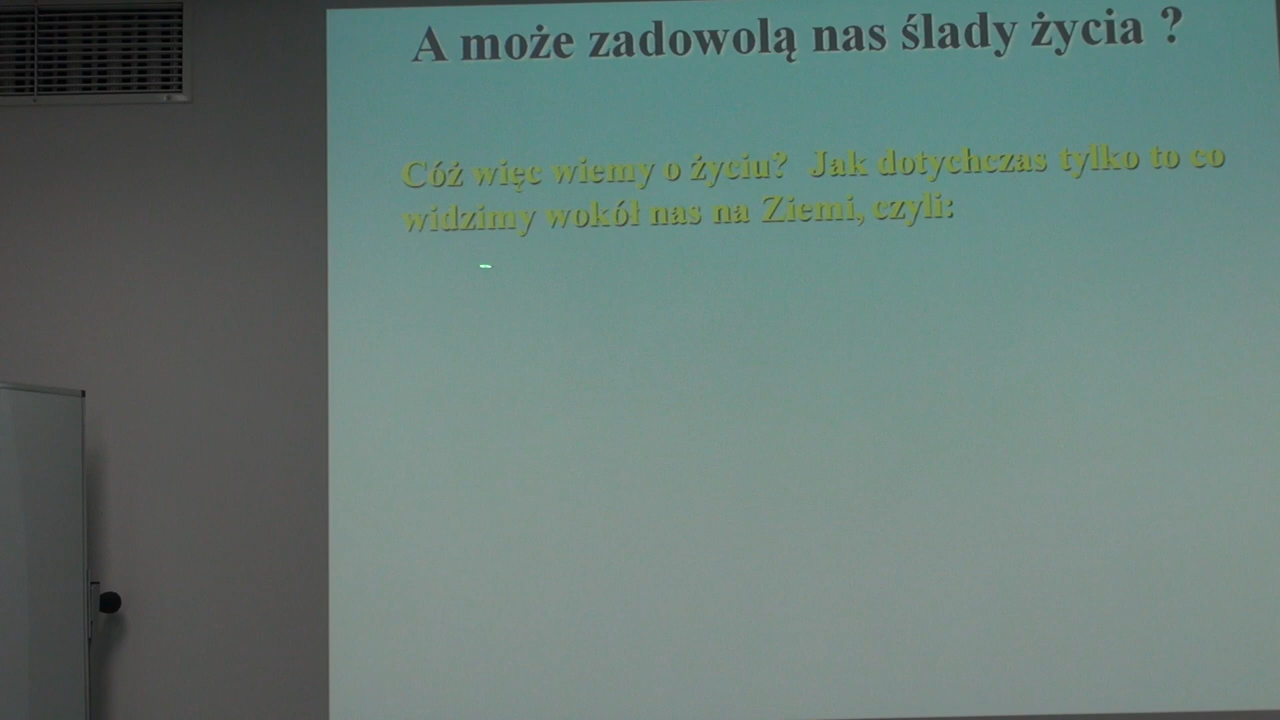 A może zadowolą nas ślady życia ?
Cóż więc wiemy o życiu? Jak dotychczas tylko to co
widzimy wokół nas na Ziemi, czyli: